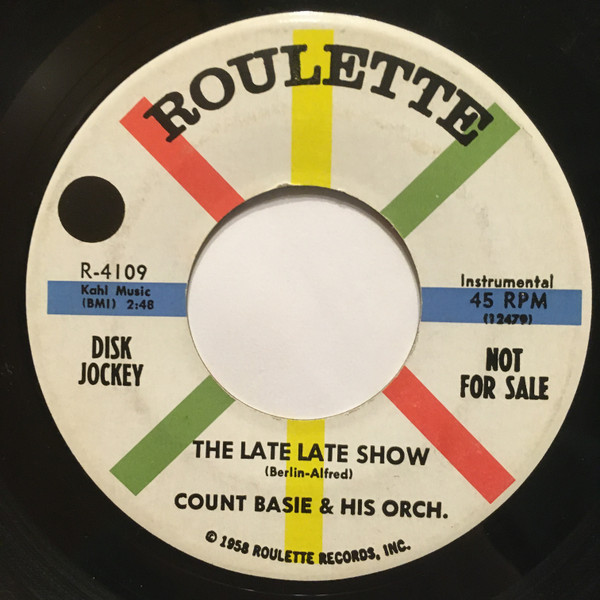 ROULETTE
R-4109
Kahl Music
(BMI) 2:48
DISK
JOCKEY
Instrumental
45 RPM
(12479)
NOT
FOR SALE
THE LATE LATE SHOW
(Berlin-Alfred)
COUNT BASIE & HIS ORCH.
© 1958 ROULETTE RECORDS, INC.